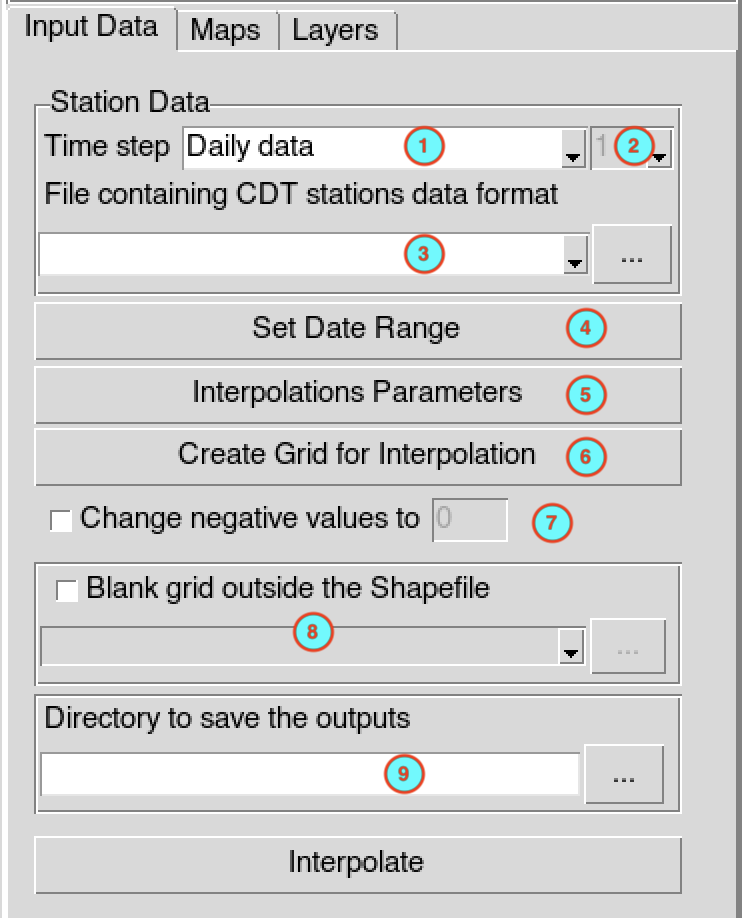 Input Data Maps Layers
Station Data
Time step Daily data 1 1 2
File containing CDT stations data format
3 ...
Set Date Range 4
Interpolations Parameters 5
Create Grid for Interpolation 6
Change negative values to 0 7
Blank grid outside the Shapefile
8 ...
Directory to save the outputs
9 ...
Interpolate